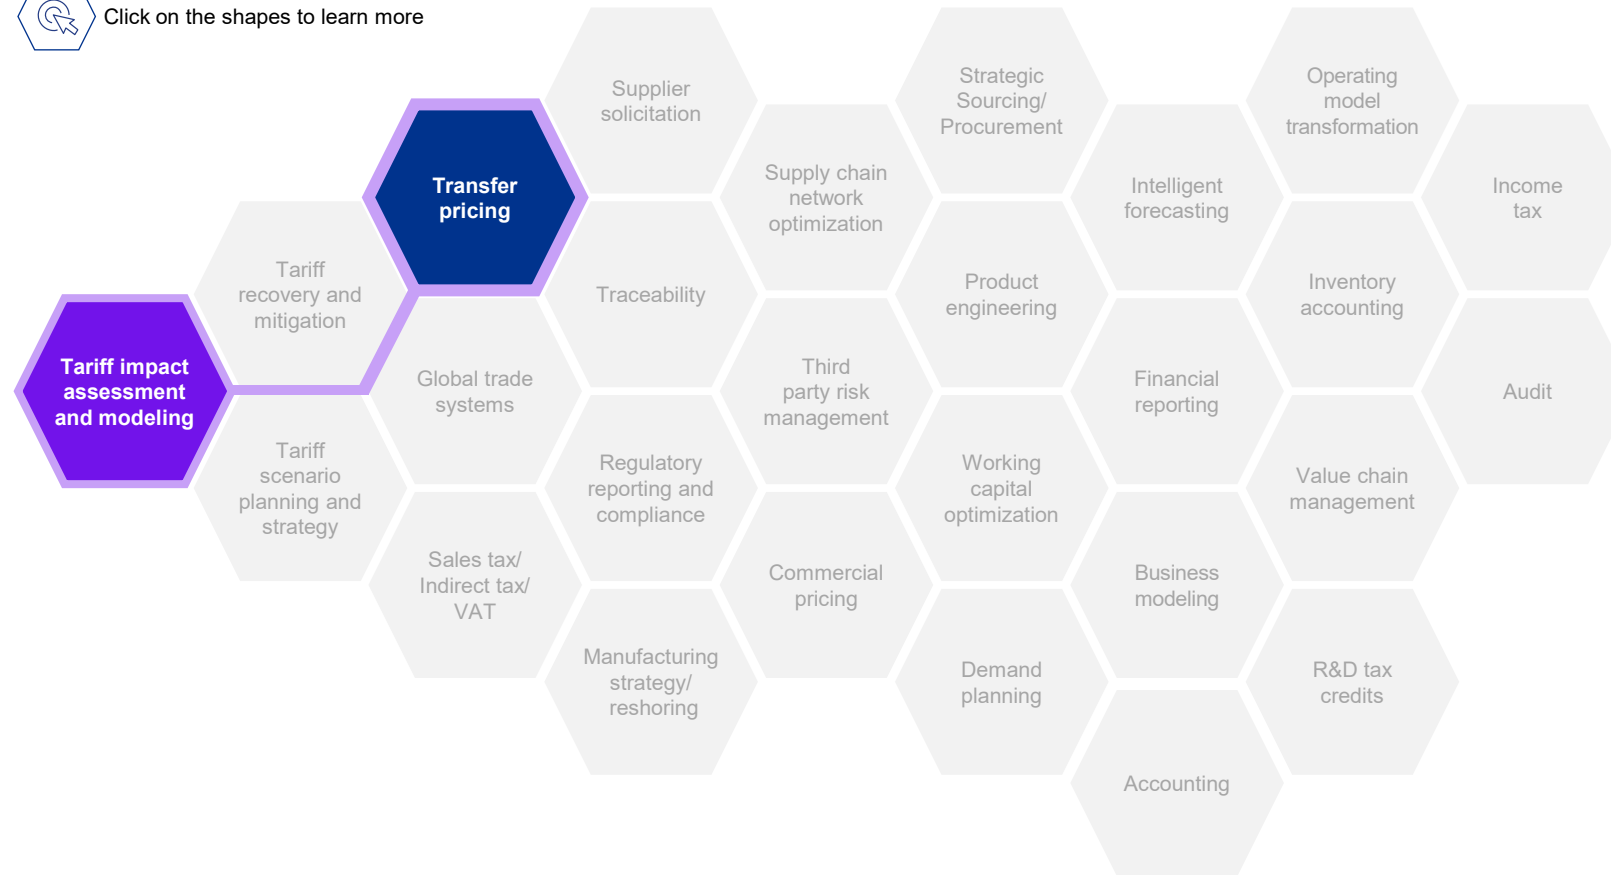 Click on the shapes to learn more
Supplier
solicitation
Strategic
Sourcing/
Procurement
Operating
model
transformation
Transfer
pricing
Supply chain
network
optimization
Intelligent
forecasting
Income
tax
Tariff
recovery and
mitigation
Traceability
Product
engineering
Inventory
accounting
Tariff impact
assessment
and modeling
Global trade
systems
Third
party risk
management
Financial
reporting
Audit
Tariff
scenario
planning and
strategy
Regulatory
reporting and
compliance
Working
capital
optimization
Value chain
management
Sales tax/
Indirect tax/
VAT
Commercial
pricing
Business
modeling
Manufacturing
strategy/
reshoring
Demand
planning
R&D tax
credits
Accounting